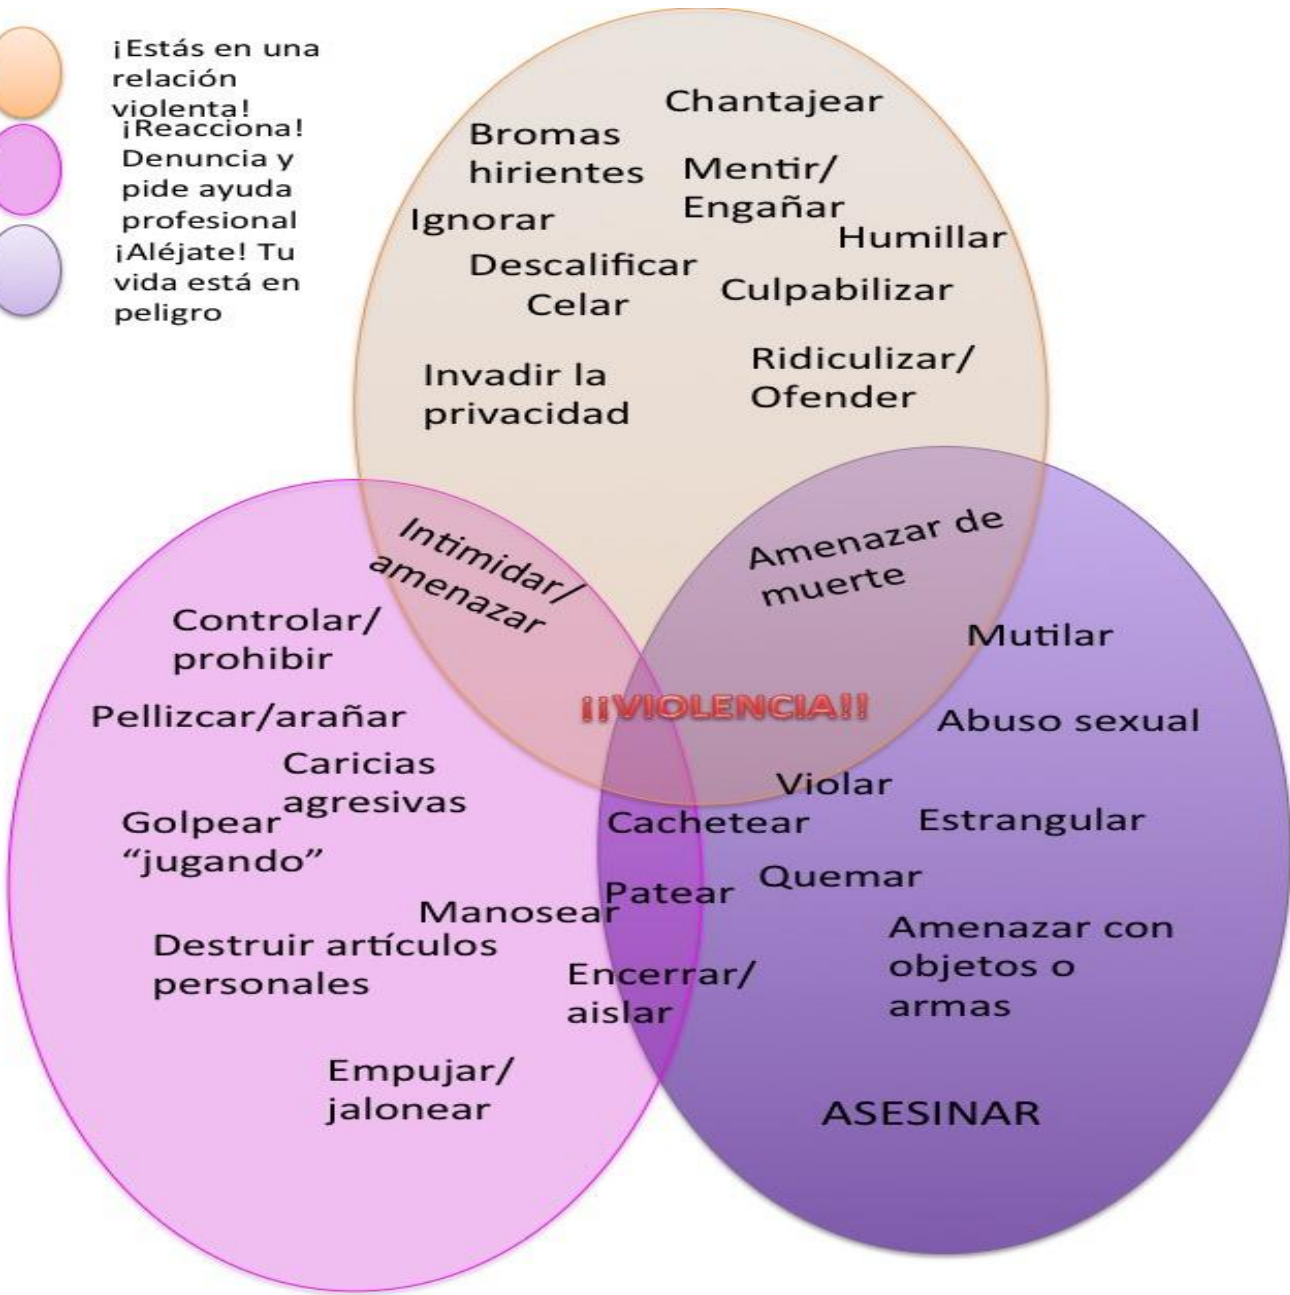 ¡Estás en una
relación
violenta!
¡Reacciona!
Denuncia y
pide ayuda
profesional
¡Aléjate! Tu
vida está en
peligro
Chantajear
Bromas
hirientes
Mentir/
Engañar
Ignorar
Humillar
Descalificar
Celar
Culpabilizar
Invadir la
privacidad
Ridiculizar/
Ofender
Intimidar/
amenazar
Amenazar de
muerte
Controlar/
prohibir
Mutilar
Pellizcar/arañar
¡¡VIOLENCIA!!
Abuso sexual
Caricias
agresivas
Violar
Golpear
“jugando”
Cachetear
Estrangular
Manosear
Patear
Quemar
Destruir artículos
personales
Encerrar/
aislar
Amenazar con
objetos o
armas
Empujar/
jalonear
ASESINAR